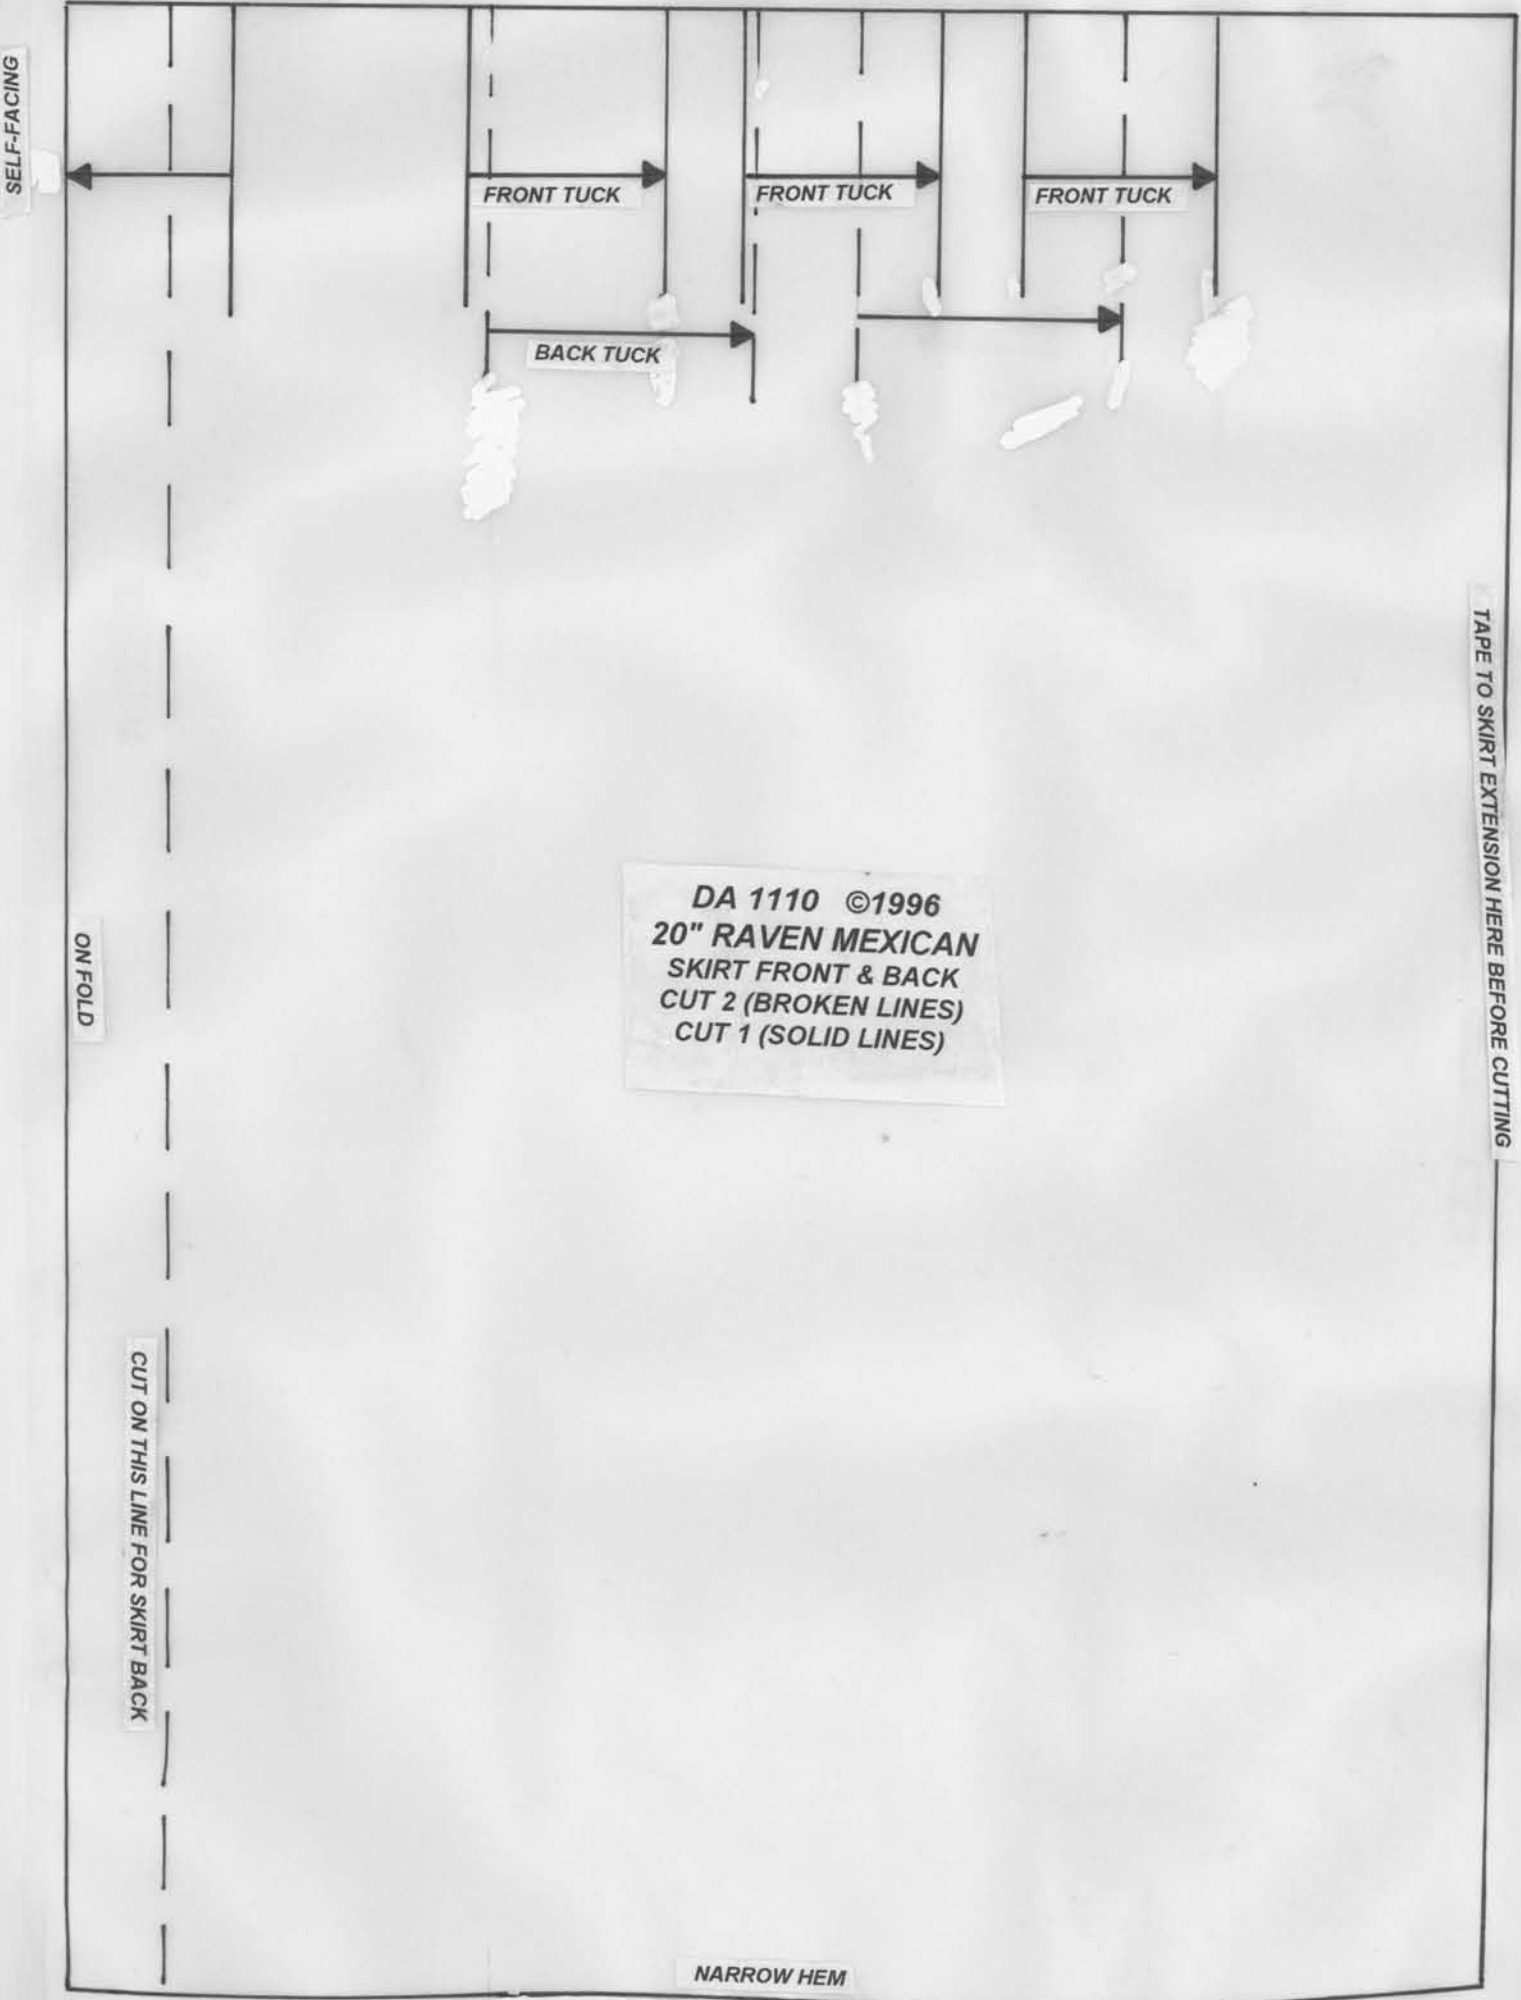 SELF-FACING
FRONT TUCK
FRONT TUCK
FRONT TUCK
BACK TUCK
TAPE TO SKIRT EXTENSION HERE BEFORE CUTTING
DA 1110 ©1996
20" RAVEN MEXICAN
SKIRT FRONT & BACK
CUT 2 (BROKEN LINES)
CUT 1 (SOLID LINES)
ON FOLD
CUT ON THIS LINE FOR SKIRT BACK
NARROW HEM